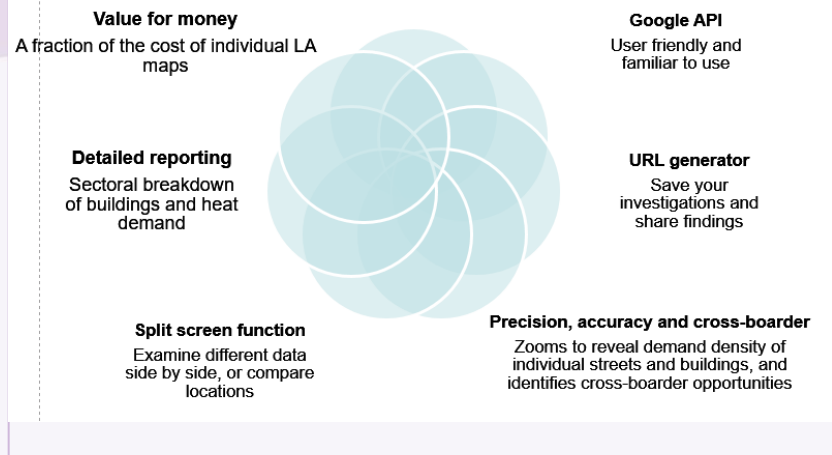 Value for money
A fraction of the cost of individual LA
maps
Google API
User friendly and
familiar to use
Detailed reporting
Sectoral breakdown
of buildings and heat
demand
URL generator
Save your
investigations and
share findings
Split screen function
Examine different data
side by side, or compare
locations
Precision, accuracy and cross-boarder
Zooms to reveal demand density of
individual streets and buildings, and
identifies cross-boarder opportunities